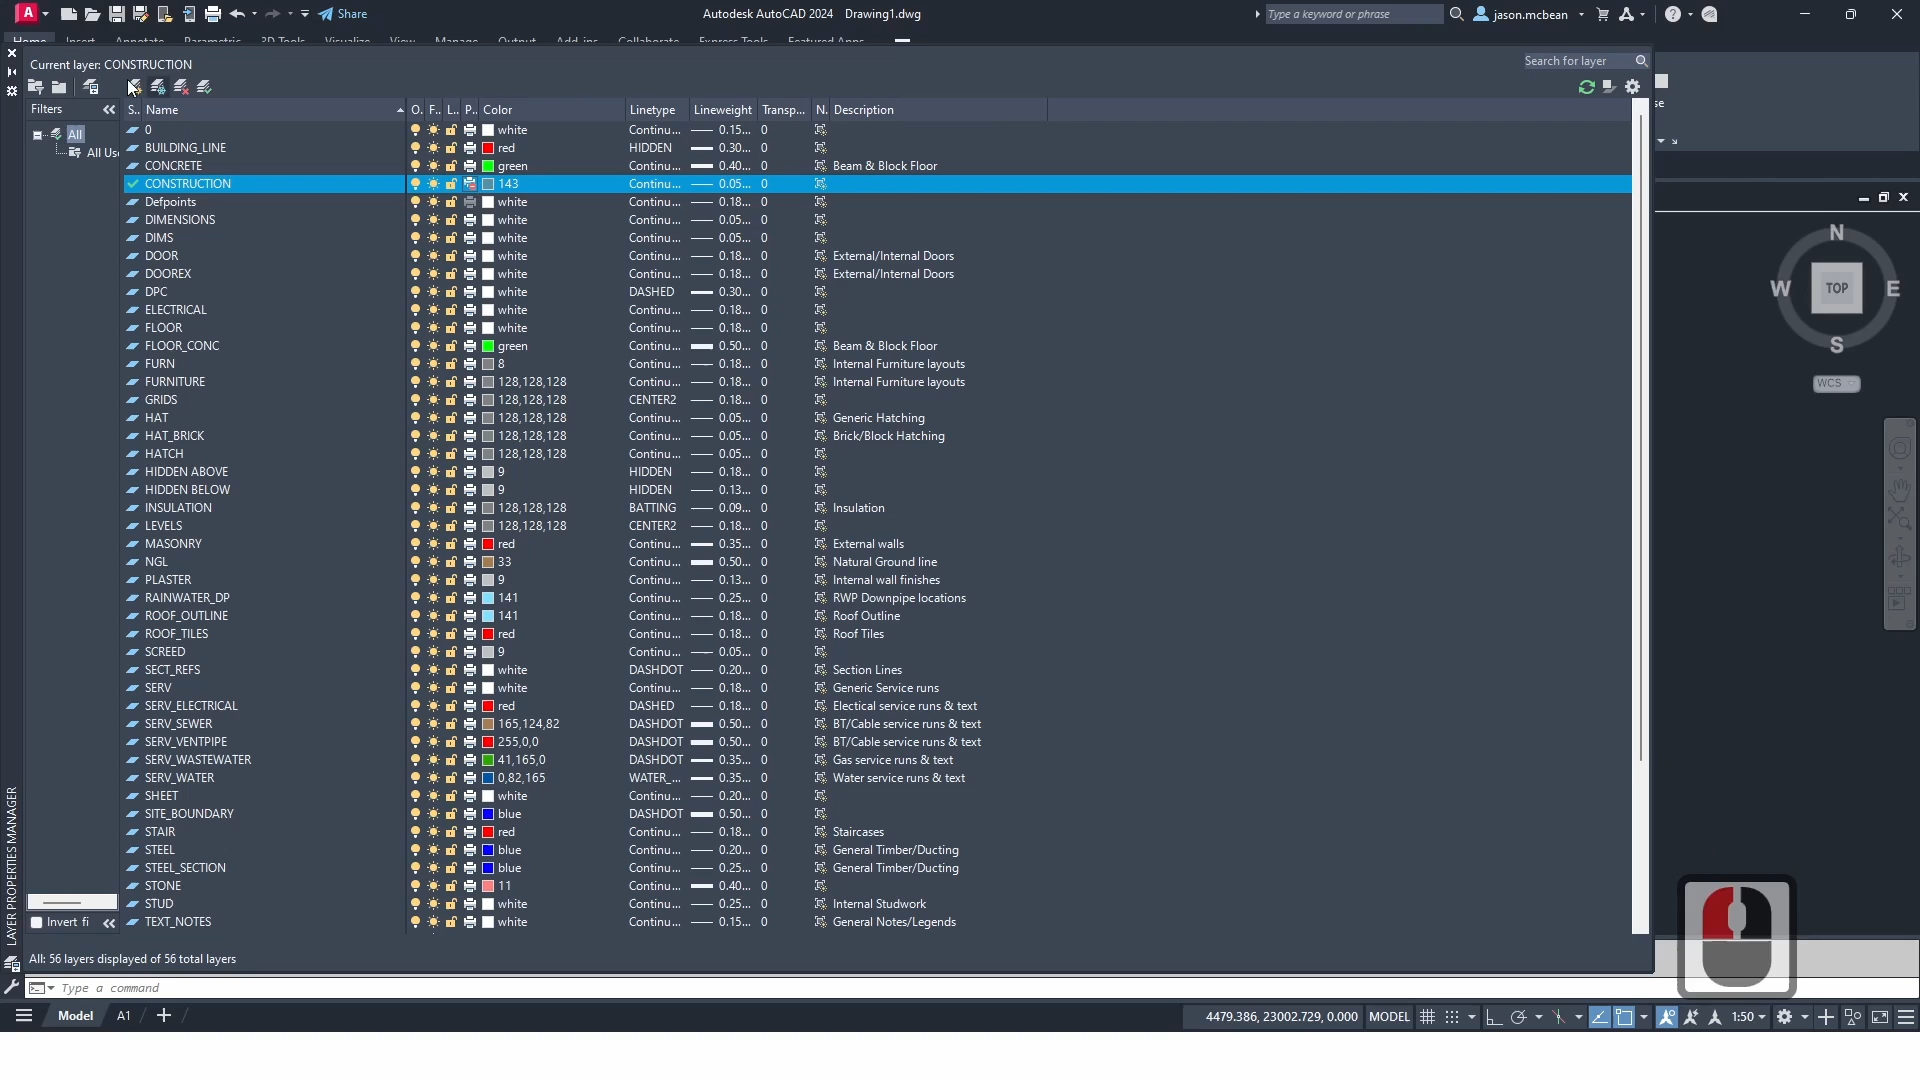 Share
Autodesk AutoCAD 2024 Drawing1.dwg
Type a keyword or phrase
jason.mcbean
Home Insert Annotate Parametric 3D Tools Visualize View Manage Output Add-ins Collaborate Express Tools Featured Apps
Current layer: CONSTRUCTION
Search for layer
Filters
S.. Name O. F.. L.. P.. Color Linetype Lineweight Transp... N. Description
All
All Use
0 white Continu... 0.15... 0
BUILDING_LINE red HIDDEN 0.30... 0
CONCRETE green Continu... 0.40... 0 Beam & Block Floor
CONSTRUCTION 143 Continu... 0.05... 0
Defpoints white Continu... 0.18... 0
DIMENSIONS white Continu... 0.05... 0
DIMS white Continu... 0.05... 0
DOOR white Continu... 0.18... 0 External/Internal Doors
DOOREX white Continu... 0.18... 0 External/Internal Doors
DPC white DASHED 0.30... 0
ELECTRICAL white Continu... 0.18... 0
FLOOR white Continu... 0.18... 0
FLOOR_CONC green Continu... 0.50... 0 Beam & Block Floor
FURN 8 Continu... 0.18... 0 Internal Furniture layouts
FURNITURE 128,128,128 Continu... 0.18... 0 Internal Furniture layouts
GRIDS 128,128,128 CENTER2 0.18... 0
HAT 128,128,128 Continu... 0.05... 0 Generic Hatching
HAT_BRICK 128,128,128 Continu... 0.05... 0 Brick/Block Hatching
HATCH 128,128,128 Continu... 0.05... 0
HIDDEN ABOVE 9 HIDDEN 0.18... 0
HIDDEN BELOW 9 HIDDEN 0.13... 0
INSULATION 128,128,128 BATTING 0.09... 0 Insulation
LEVELS 128,128,128 CENTER2 0.18... 0
MASONRY red Continu... 0.35... 0 External walls
NGL 33 Continu... 0.50... 0 Natural Ground line
PLASTER 9 Continu... 0.13... 0 Internal wall finishes
RAINWATER_DP 141 Continu... 0.25... 0 RWP Downpipe locations
ROOF_OUTLINE 141 Continu... 0.18... 0 Roof Outline
ROOF_TILES red Continu... 0.18... 0 Roof Tiles
SCREED 9 Continu... 0.05... 0
SECT_REFS white DASHDOT 0.20... 0 Section Lines
SERV white Continu... 0.18... 0 Generic Service runs
SERV_ELECTRICAL red DASHED 0.18... 0 Electical service runs & text
SERV_SEWER 165,124,82 DASHDOT 0.50... 0 BT/Cable service runs & text
SERV_VENTPIPE 255,0,0 DASHDOT 0.50... 0 BT/Cable service runs & text
SERV_WASTEWATER 41,165,0 DASHDOT 0.35... 0 Gas service runs & text
SERV_WATER 0,82,165 WATER_... 0.35... 0 Water service runs & text
SHEET white Continu... 0.20... 0
SITE_BOUNDARY blue DASHDOT 0.50... 0
STAIR red Continu... 0.18... 0 Staircases
STEEL blue Continu... 0.20... 0 General Timber/Ducting
STEEL_SECTION blue Continu... 0.25... 0 General Timber/Ducting
STONE 11 Continu... 0.40... 0
STUD white Continu... 0.25... 0 Internal Studwork
TEXT_NOTES white Continu... 0.15... 0 General Notes/Legends
Invert fi
LAYER PROPERTIES MANAGER
All: 56 layers displayed of 56 total layers
se
N
W TOP E
S
WCS
Type a command
Model A1
4479.386, 23002.729, 0.000 MODEL 1:50